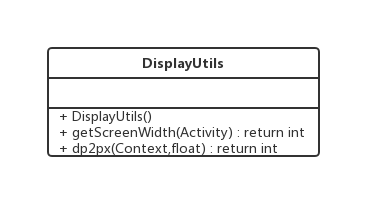 DisplayUtils
+ DisplayUtils()
+ getScreenWidth(Activity) : return int
+ dp2px(Context,float) : return int